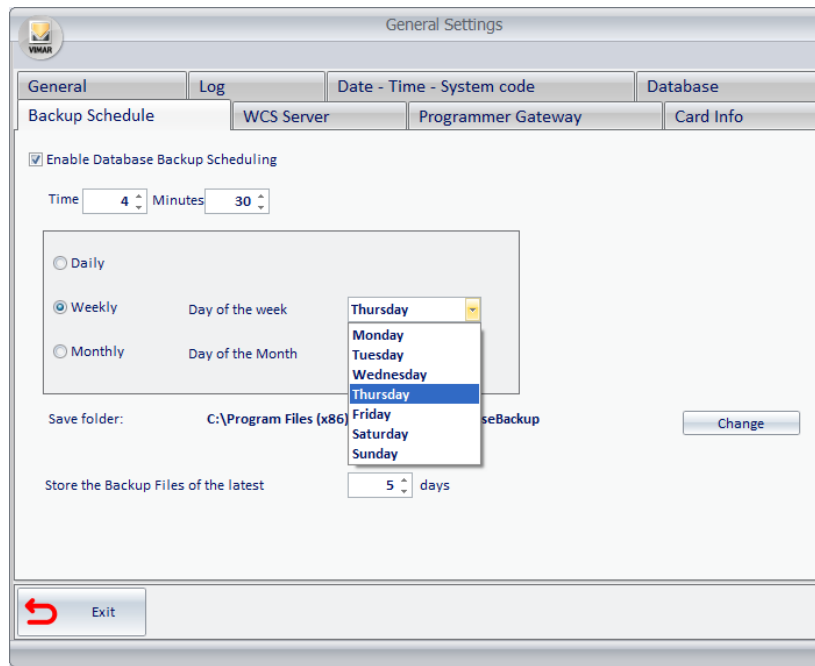 General Settings
VIMAR
General Log Date - Time - System code Database
Backup Schedule WCS Server Programmer Gateway Card Info
Enable Database Backup Scheduling
Time 4 Minutes 30
Daily
Weekly Day of the week Thursday
Monday
Tuesday
Wednesday
Monthly Day of the Month
Thursday
Friday
Saturday
Sunday
Save folder: C:\Program Files (x86) seBackup Change
Store the Backup Files of the latest 5 days
Exit